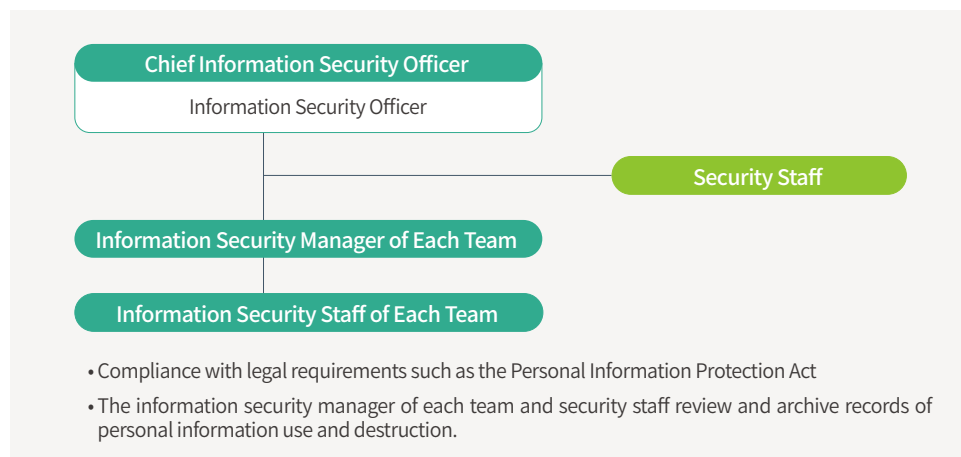 Chief Information Security Officer
Information Security Officer
Security Staff
Information Security Manager of Each Team
Information Security Staff of Each Team
• Compliance with legal requirements such as the Personal Information Protection Act
• The information security manager of each team and security staff review and archive records of
personal information use and destruction.